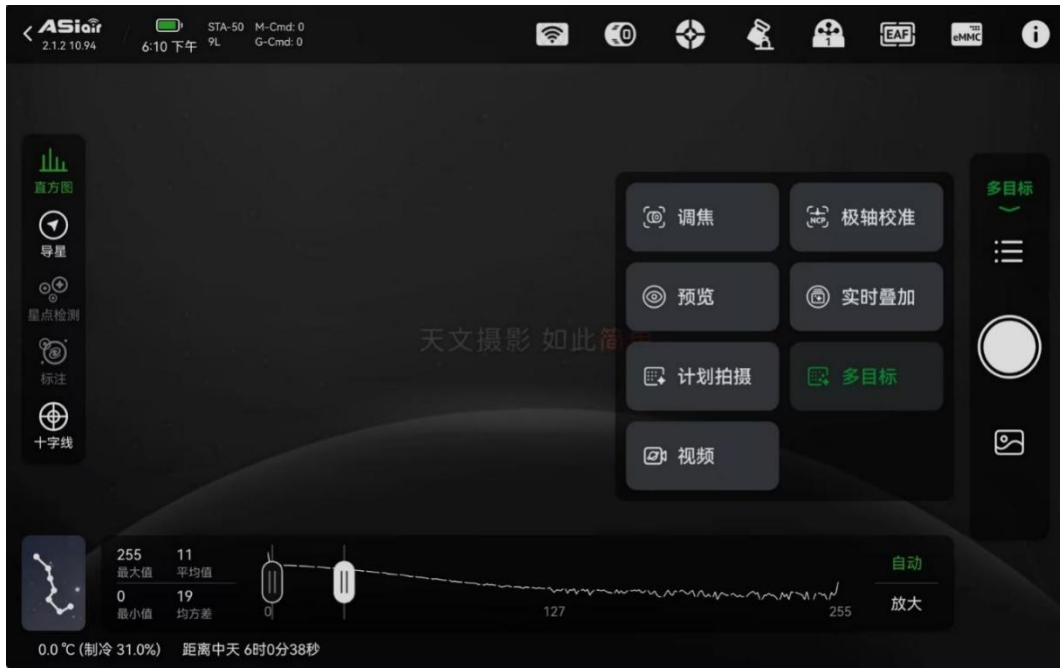 ASiair
2.1.2 10.94
6:10 下午
STA-50
9L
M-Cmd: 0
G-Cmd: 0
0
1
EAF
eMMC
i
直方图
导星
星点检测
标注
十字线
天文摄影 如此简单
调焦
NCP 极轴校准
预览
实时叠加
计划拍摄
多目标
视频
多目标
255
最大值
11
平均值
0
最小值
19
均方差
0
127
255
自动
放大
0.0 ℃ (制冷 31.0%) 距离中天 6时0分38秒